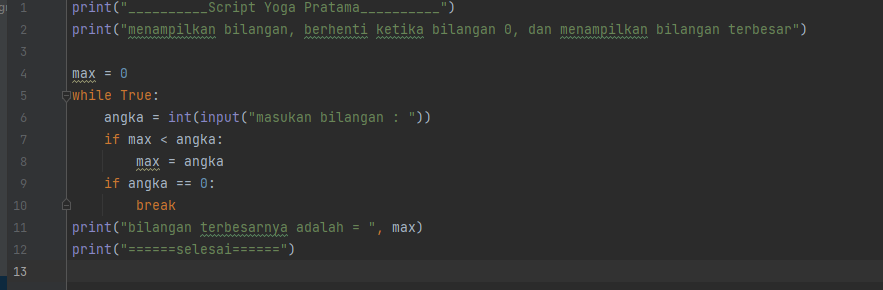 1 print("__________Script Yoga Pratama__________")
2 print("menampilkan bilangan, berhenti ketika bilangan 0, dan menampilkan bilangan terbesar")
3
4 max = 0
5 while True:
6     angka = int(input("masukan bilangan : "))
7     if max < angka:
8         max = angka
9     if angka == 0:
10         break
11 print("bilangan terbesarnya adalah = ", max)
12 print("======selesai======")
13